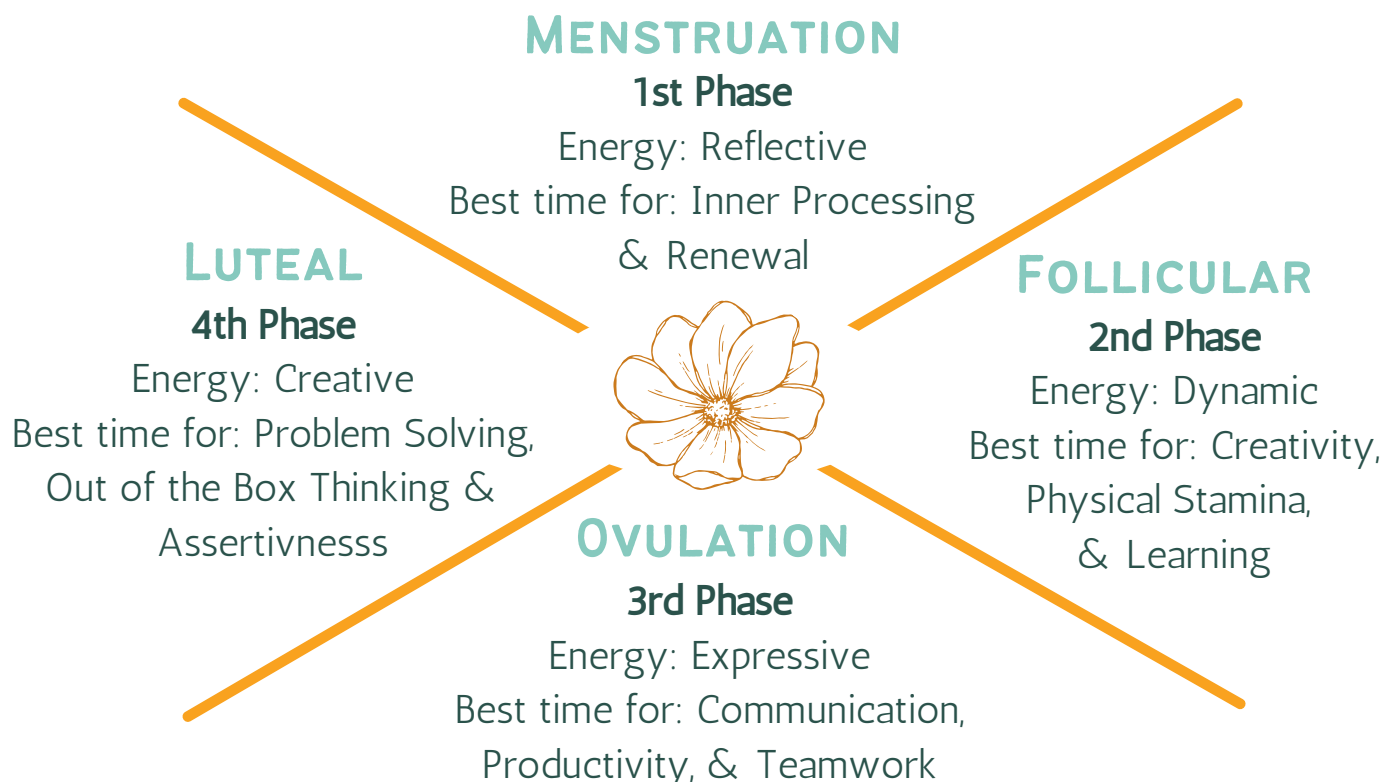 MENSTRUATION
1st Phase
Energy: Reflective
Best time for: Inner Processing
& Renewal
LUTEAL
4th Phase
Energy: Creative
Best time for: Problem Solving,
Out of the Box Thinking &
Assertivnesss
FOLLICULAR
2nd Phase
Energy: Dynamic
Best time for: Creativity,
Physical Stamina,
& Learning
OVULATION
3rd Phase
Energy: Expressive
Best time for: Communication,
Productivity, & Teamwork